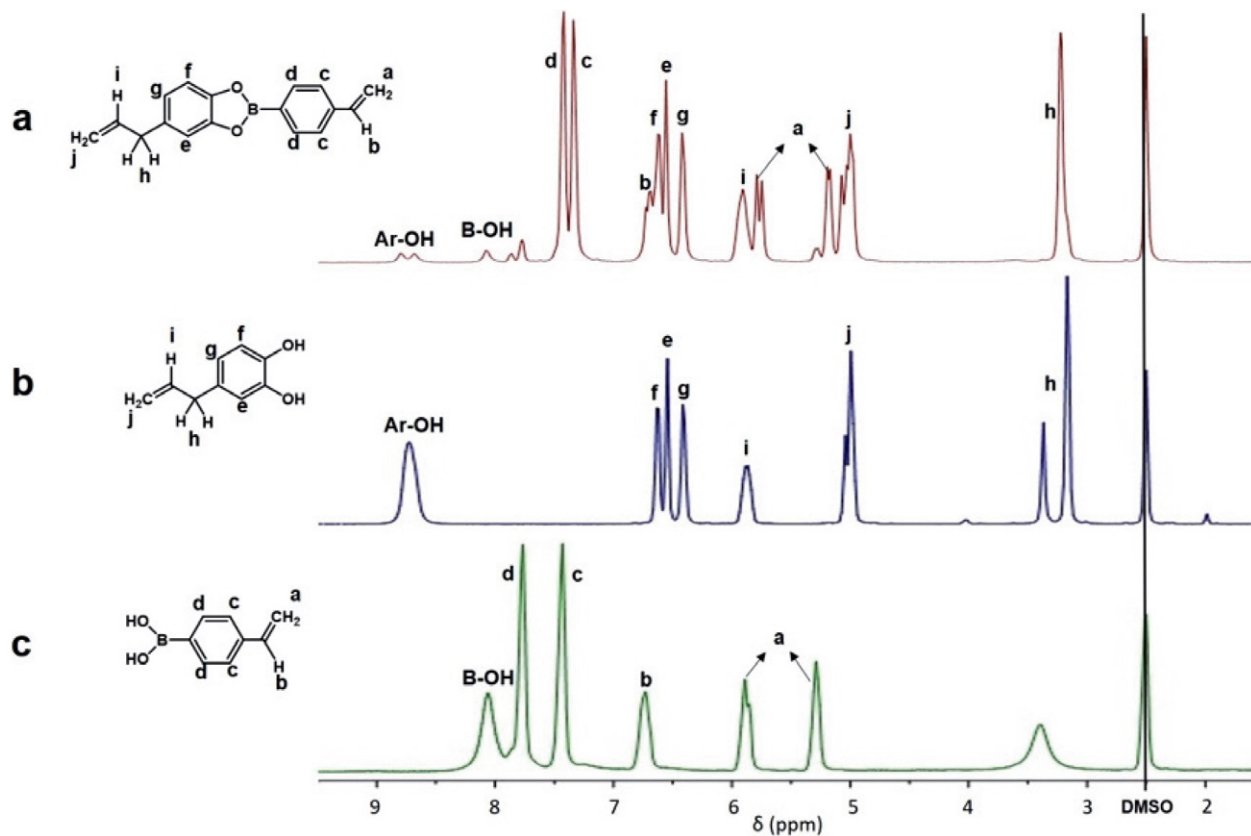 a
i
H
g
f
e
H₂C
j
H H
h
O
O
B
d
d
c
c
a
CH₂
H
b
Ar-OH
B-OH
d
c
b
f
e
g
i
a
j
h
b
i
H
g
f
OH
OH
e
H₂C
j
H H
h
Ar-OH
f
e
g
i
j
h
c
HO
HO
B
d
d
c
c
a
CH₂
H
b
B-OH
d
c
b
a
9 8 7 6 5 4 3 DMSO 2
δ (ppm)